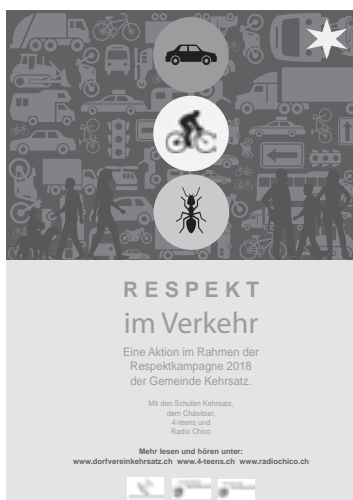 RESPEKT
im Verkehr
Eine Aktion im Rahmen der
Respektkampagne 2018
der Gemeinde Kehrsatz.
Mit den Schulen Kehrsatz,
dem Chäsitzer,
4-teens und
Radio Chico
Mehr lesen und hören unter:
www.dorfvereinkehrsatz.ch www.4-teens.ch www.radiochico.ch